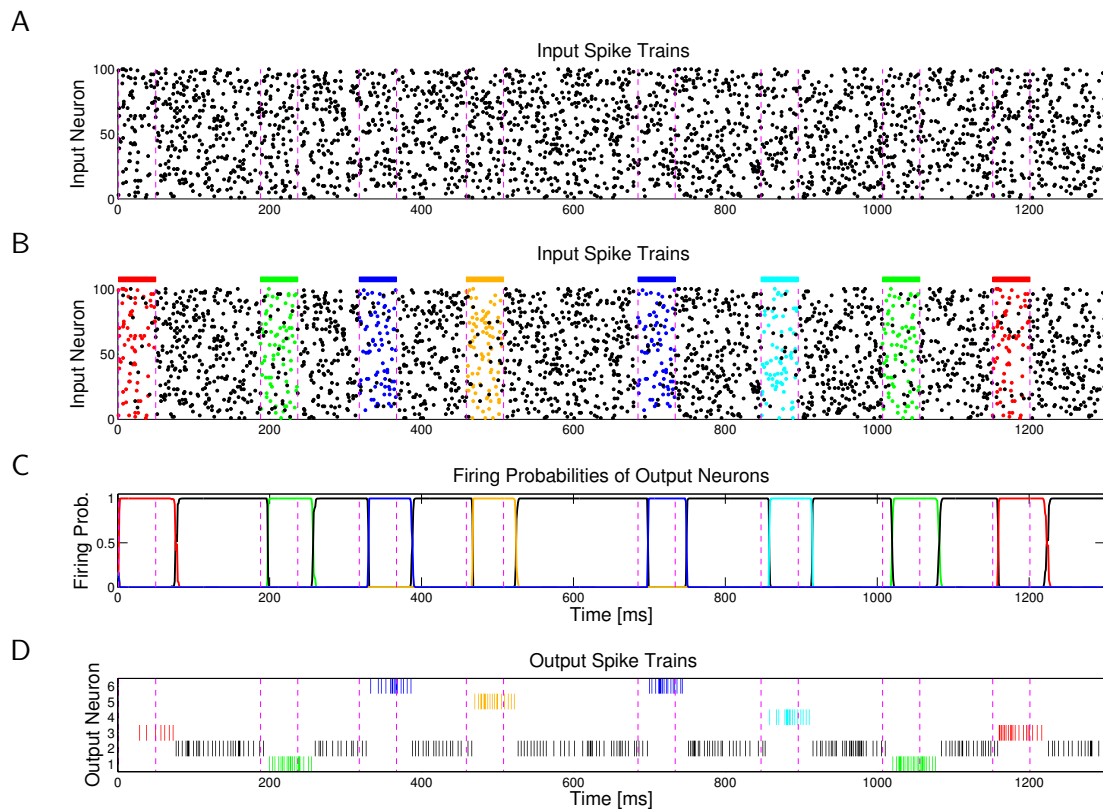 A
Input Spike Trains
Input Neuron
100
50
0
0 200 400 600 800 1000 1200
B
Input Spike Trains
Input Neuron
100
50
0
0 200 400 600 800 1000 1200
C
Firing Probabilities of Output Neurons
Firing Prob.
1
0.5
0
0 200 400 600 800 1000 1200
Time [ms]
D
Output Spike Trains
Output Neuron
6
5
4
3
2
1
0 200 400 600 800 1000 1200
Time [ms]